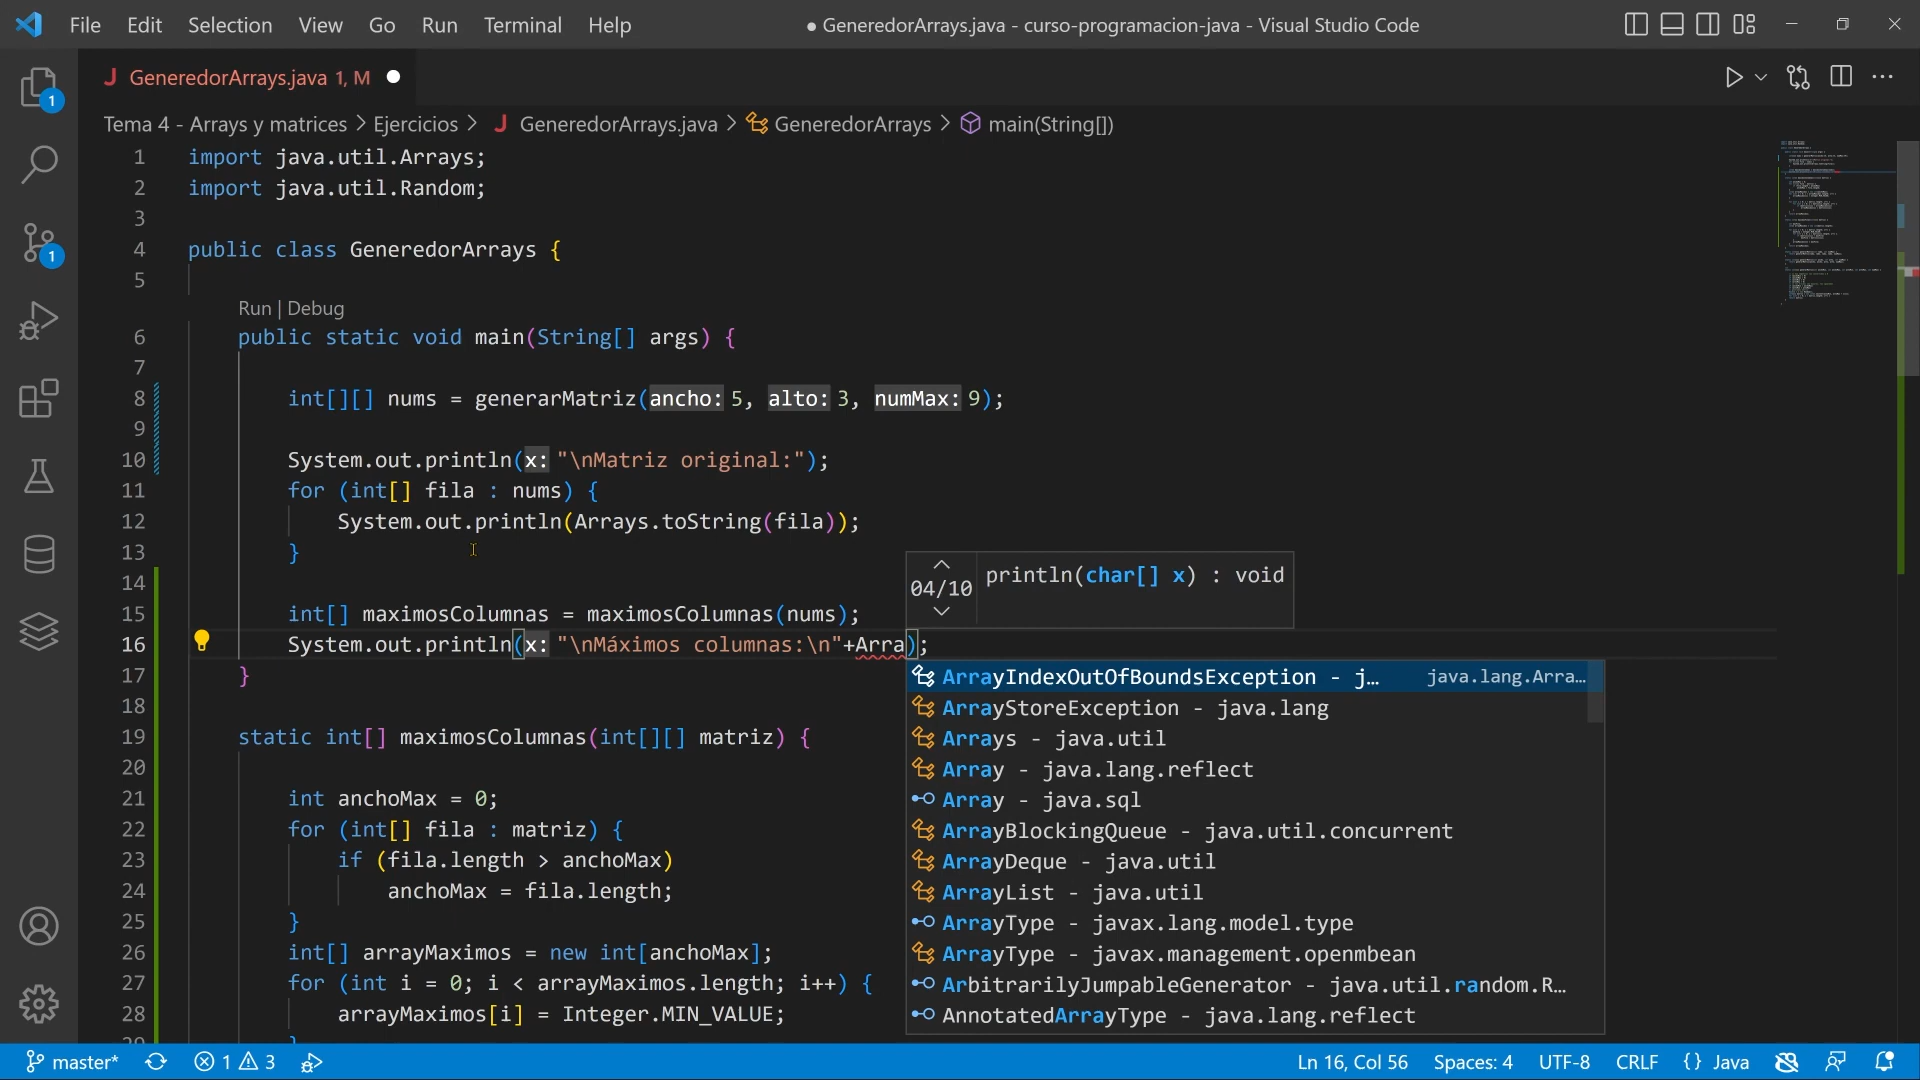 File Edit Selection View Go Run Terminal Help
● GeneredorArrays.java - curso-programacion-java - Visual Studio Code
GeneredorArrays.java 1, M ●
Tema 4 - Arrays y matrices > Ejercicios > J GeneredorArrays.java > GeneredorArrays > main(String[])
1 import java.util.Arrays;
2 import java.util.Random;
3
4 public class GeneredorArrays {
5
Run | Debug
6 public static void main(String[] args) {
7
8 int[][] nums = generarMatriz(ancho: 5, alto: 3, numMax: 9);
9
10 System.out.println(x: "\nMatriz original:");
11 for (int[] fila : nums) {
12 System.out.println(Arrays.toString(fila));
13 }
14
15 int[] maximosColumnas = maximosColumnas(nums);
16 System.out.println(x: "\nMáximos columnas:\n"+Arra);
17 }
18
19 static int[] maximosColumnas(int[][] matriz) {
20
21 int anchoMax = 0;
22 for (int[] fila : matriz) {
23 if (fila.length > anchoMax)
24 anchoMax = fila.length;
25 }
26 int[] arrayMaximos = new int[anchoMax];
27 for (int i = 0; i < arrayMaximos.length; i++) {
28 arrayMaximos[i] = Integer.MIN_VALUE;
04/10 println(char[] x) : void
ArrayIndexOutOfBoundsException - j… java.lang.Arra…
ArrayStoreException - java.lang
Arrays - java.util
Array - java.lang.reflect
Array - java.sql
ArrayBlockingQueue - java.util.concurrent
ArrayDeque - java.util
ArrayList - java.util
ArrayType - javax.lang.model.type
ArrayType - javax.management.openmbean
ArbitrarilyJumpableGenerator - java.util.random.R…
AnnotatedArrayType - java.lang.reflect
1
1
master* 1 3 Ln 16, Col 56 Spaces: 4 UTF-8 CRLF {} Java